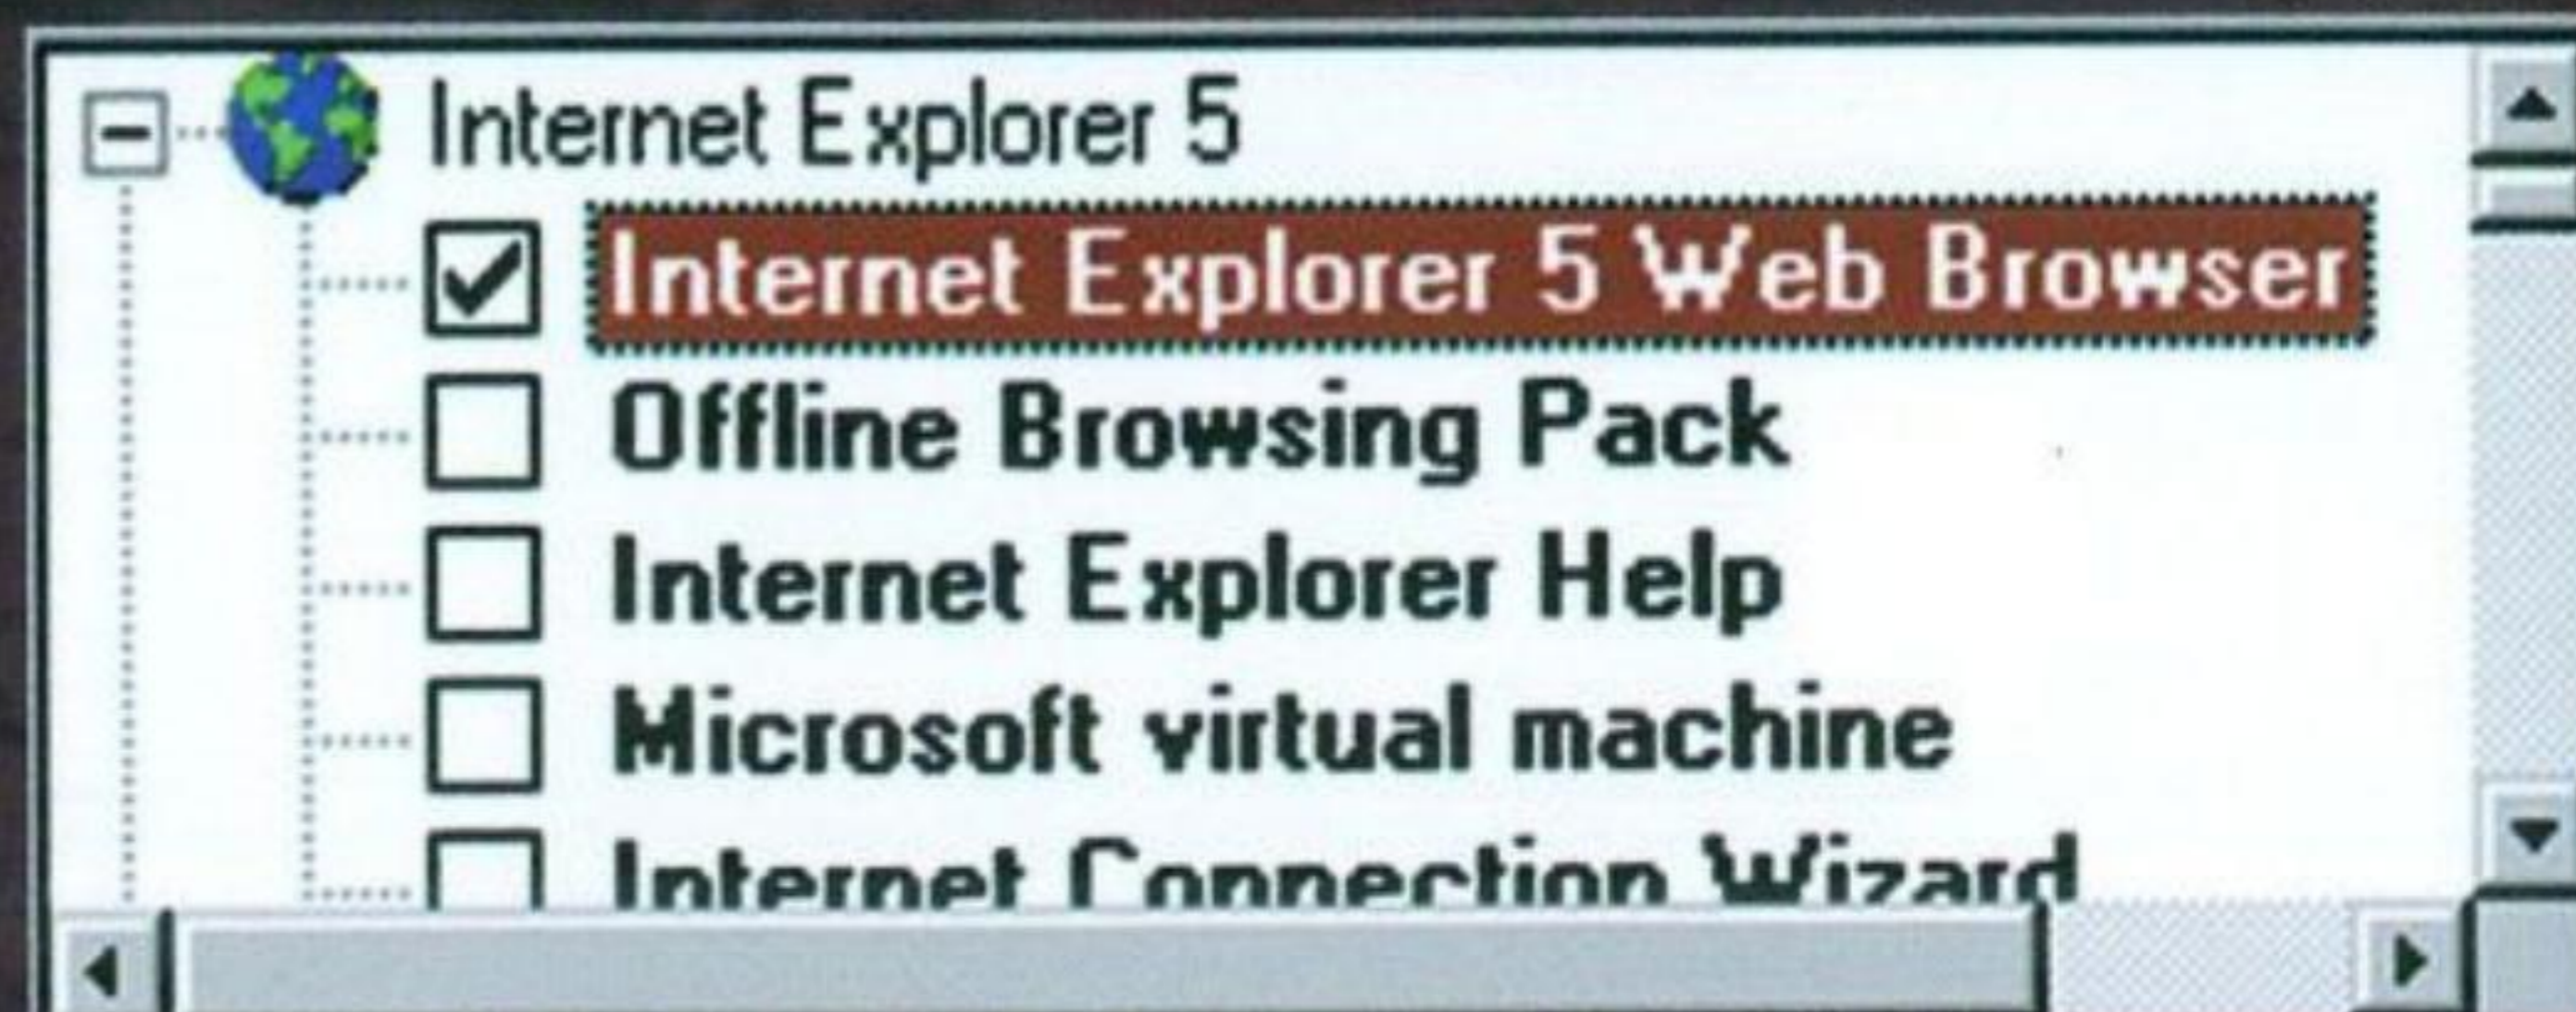 Internet Explorer 5
Internet Explorer 5 Web Browser
Offline Browsing Pack
Internet Explorer Help
Microsoft virtual machine
Internet Connection Wizard